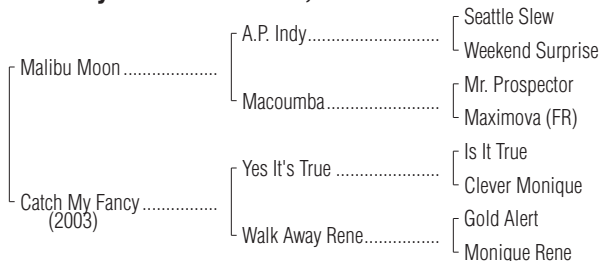 Seattle Slew
A.P. Indy
Weekend Surprise
Malibu Moon
Mr. Prospector
Macoumba
Maximova (FR)
Is It True
Yes It's True
Clever Monique
Catch My Fancy
(2003)
Gold Alert
Walk Away Rene
Monique Rene